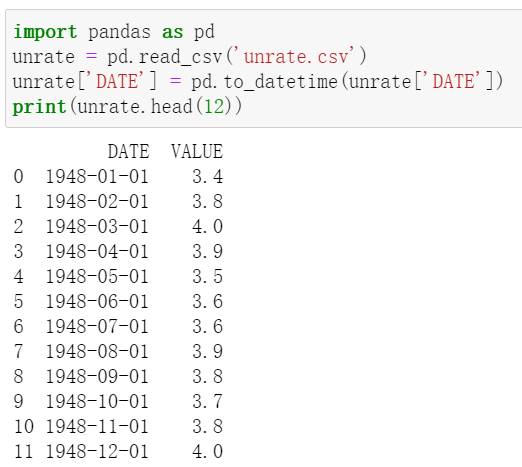 import pandas as pd
unrate = pd.read_csv('unrate.csv')
unrate['DATE'] = pd.to_datetime(unrate['DATE'])
print(unrate.head(12))
DATE VALUE
0 1948-01-01 3.4
1 1948-02-01 3.8
2 1948-03-01 4.0
3 1948-04-01 3.9
4 1948-05-01 3.5
5 1948-06-01 3.6
6 1948-07-01 3.6
7 1948-08-01 3.9
8 1948-09-01 3.8
9 1948-10-01 3.7
10 1948-11-01 3.8
11 1948-12-01 4.0